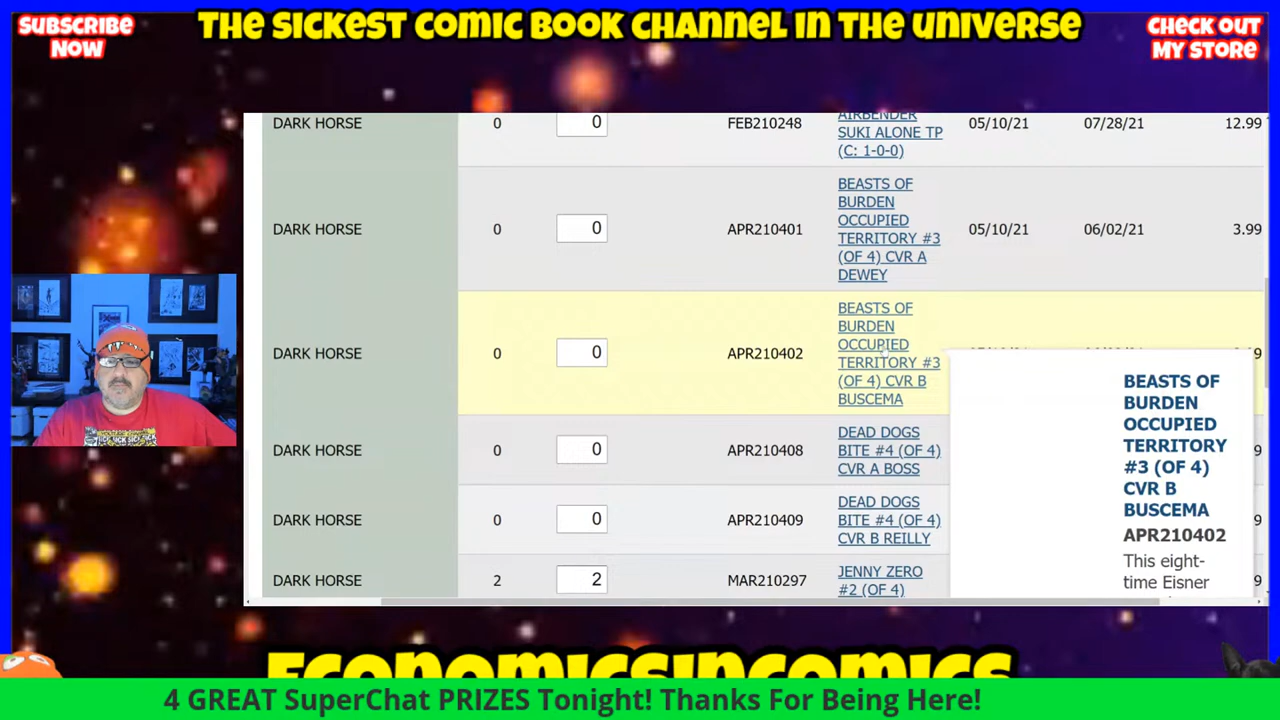 SUBSCRIBE
NOW
THE SICKEST COMIC BOOK CHANNEL IN THE UNIVERSE
CHECK OUT
MY STORE
DARK HORSE 0 0 FEB210248 AIRBENDER
SUKI ALONE TP
(C: 1-0-0) 05/10/21 07/28/21 12.99
DARK HORSE 0 0 APR210401 BEASTS OF
BURDEN
OCCUPIED
TERRITORY #3
(OF 4) CVR A
DEWEY 05/10/21 06/02/21 3.99
DARK HORSE 0 0 APR210402 BEASTS OF
BURDEN
OCCUPIED
TERRITORY #3
(OF 4) CVR B
BUSCEMA
BEASTS OF
BURDEN
OCCUPIED
TERRITORY
#3 (OF 4)
CVR B
BUSCEMA
APR210402
This eight-
time Eisner
DARK HORSE 0 0 APR210408 DEAD DOGS
BITE #4 (OF 4)
CVR A BOSS
DARK HORSE 0 0 APR210409 DEAD DOGS
BITE #4 (OF 4)
CVR B REILLY
DARK HORSE 2 2 MAR210297 JENNY ZERO
#2 (OF 4)
ECONOMICSINCOMICS
4 GREAT SuperChat PRIZES Tonight! Thanks For Being Here!